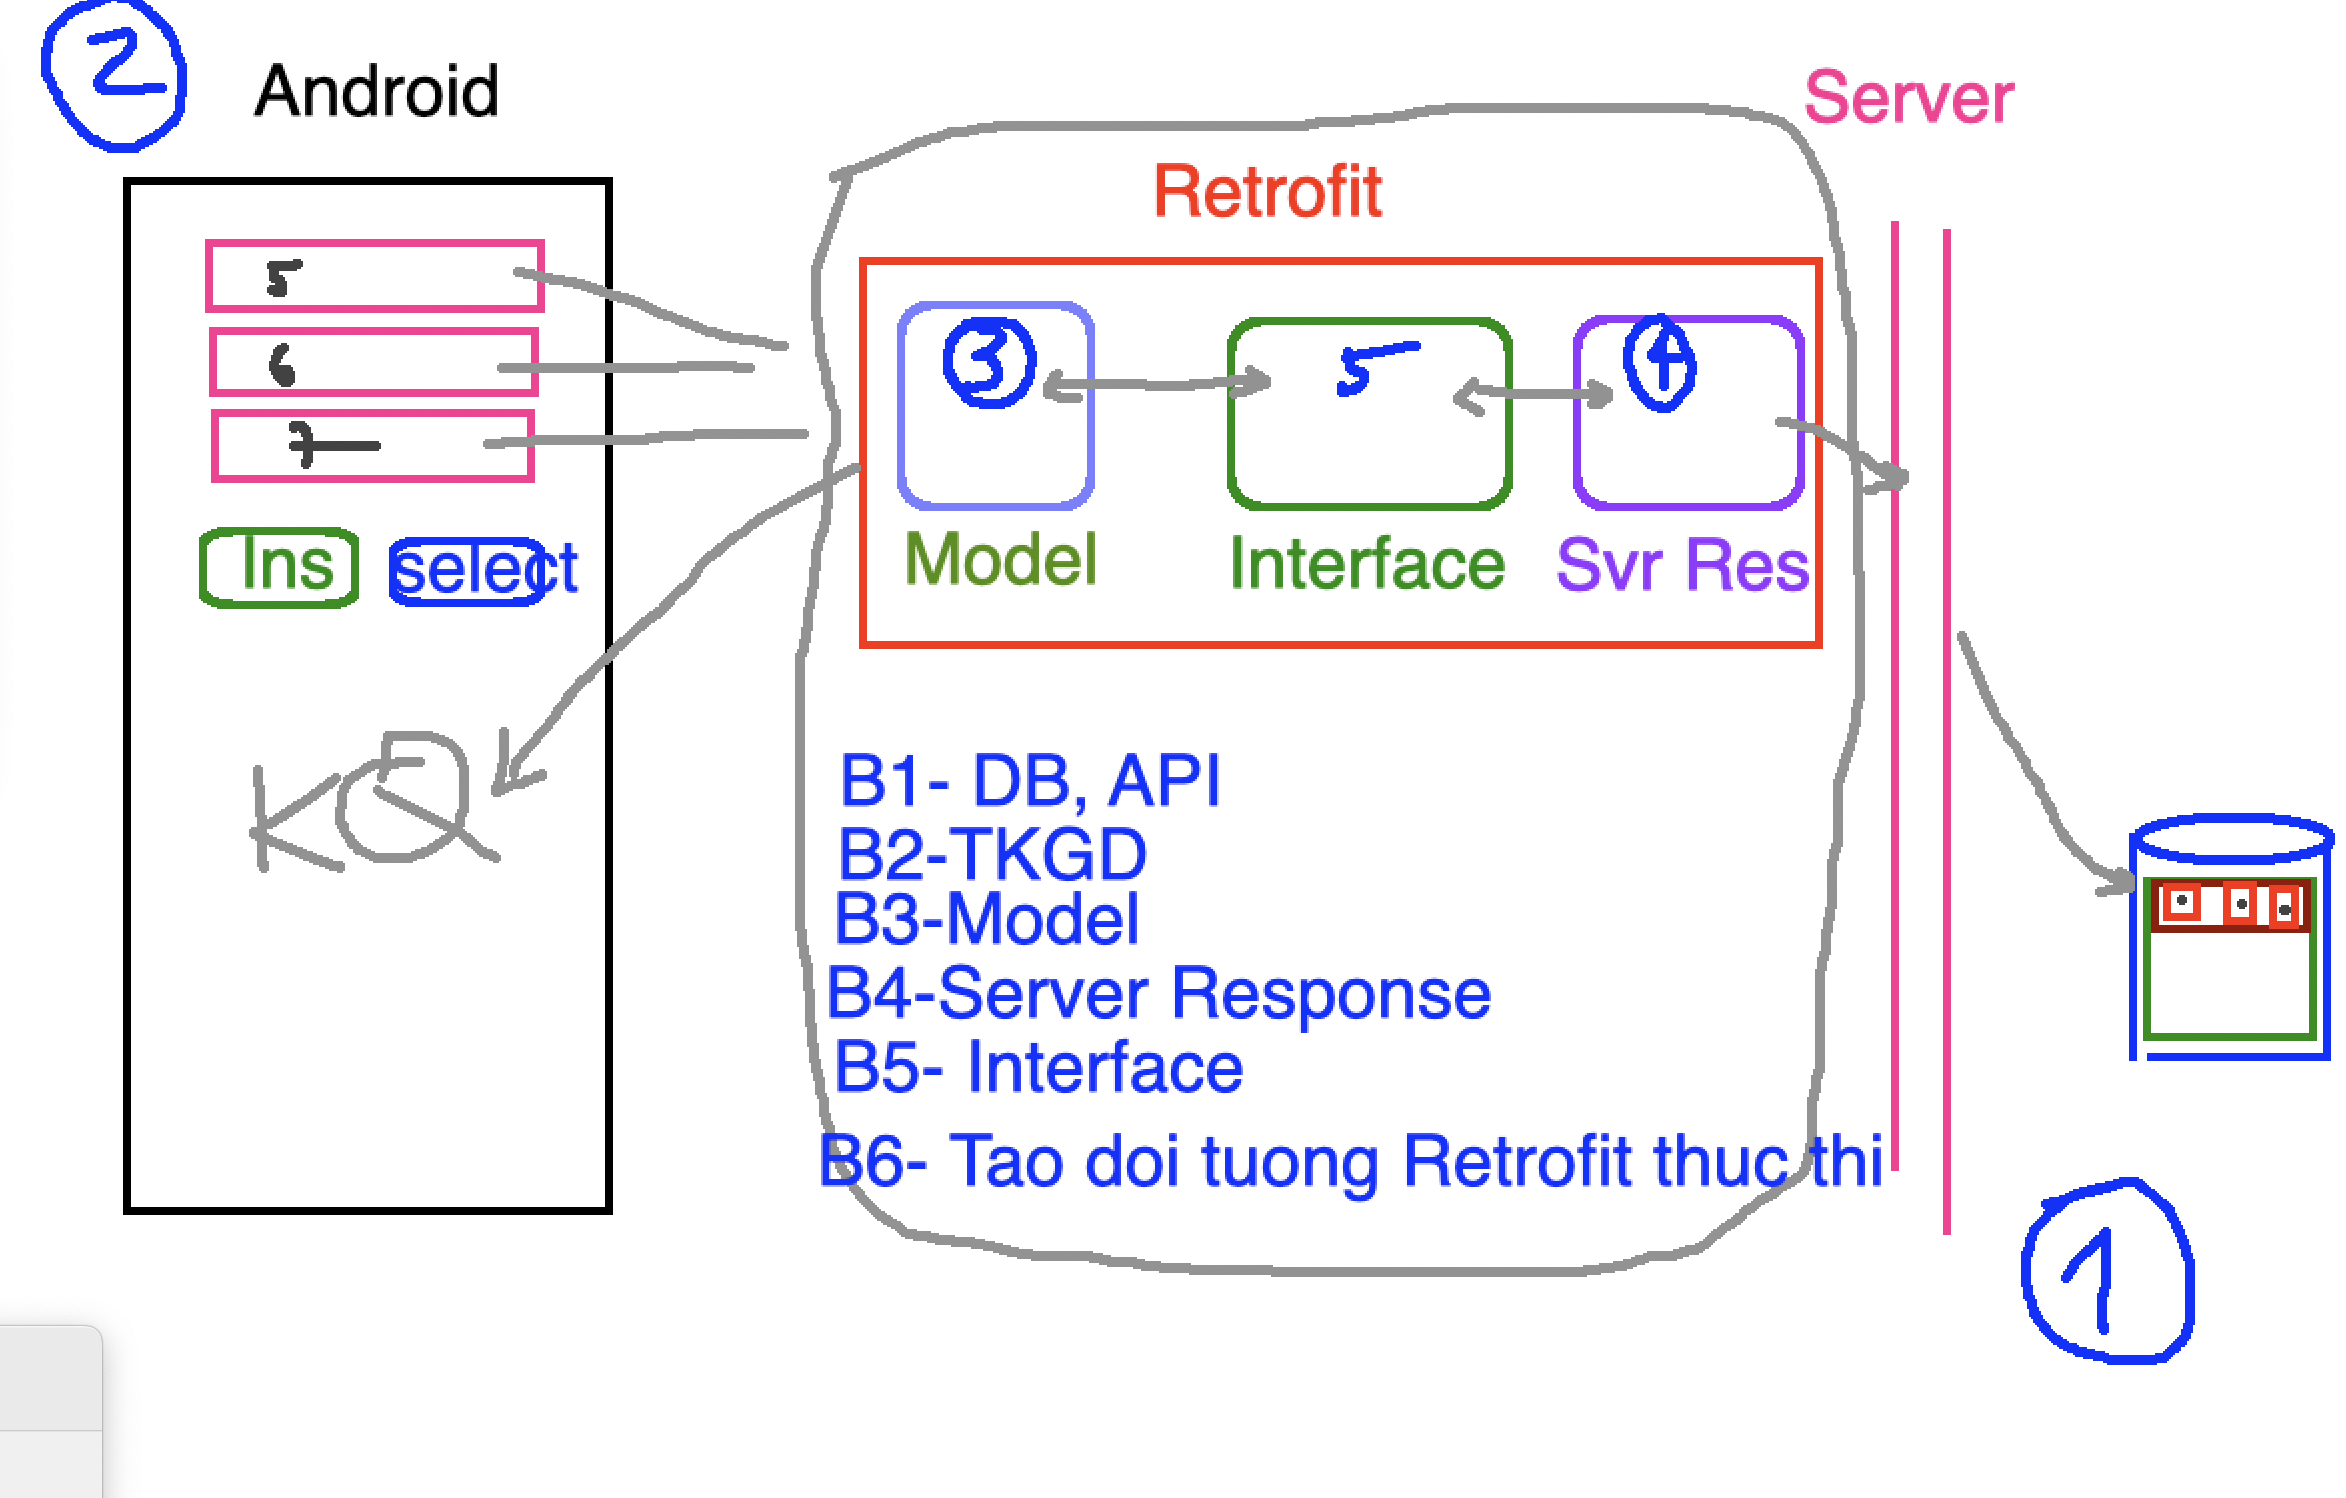 2
Android
Server
Retrofit
5
6
7
Ins
select
3
5
4
Model
Interface
Svr Res
KQ
B1- DB, API
B2-TKGD
B3-Model
B4-Server Response
B5- Interface
B6- Tao doi tuong Retrofit thuc thi
1